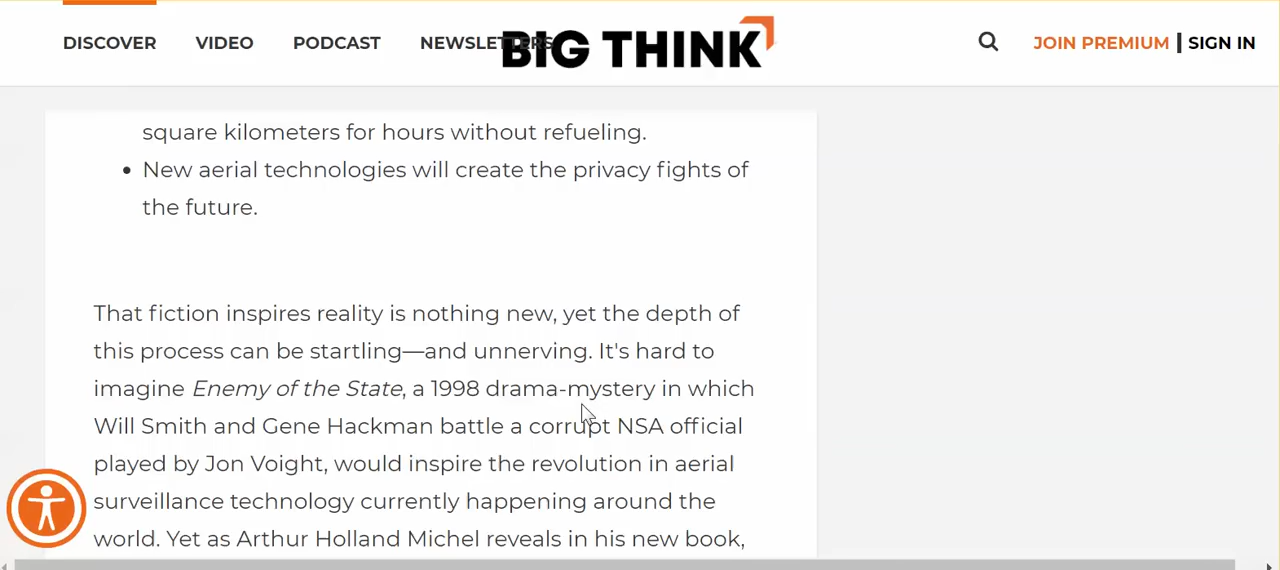 DISCOVER VIDEO PODCAST NEWSLETTERS BIG THINK JOIN PREMIUM | SIGN IN
square kilometers for hours without refueling.
• New aerial technologies will create the privacy fights of
the future.
That fiction inspires reality is nothing new, yet the depth of
this process can be startling—and unnerving. It's hard to
imagine Enemy of the State, a 1998 drama-mystery in which
Will Smith and Gene Hackman battle a corrupt NSA official
played by Jon Voight, would inspire the revolution in aerial
surveillance technology currently happening around the
world. Yet as Arthur Holland Michel reveals in his new book,